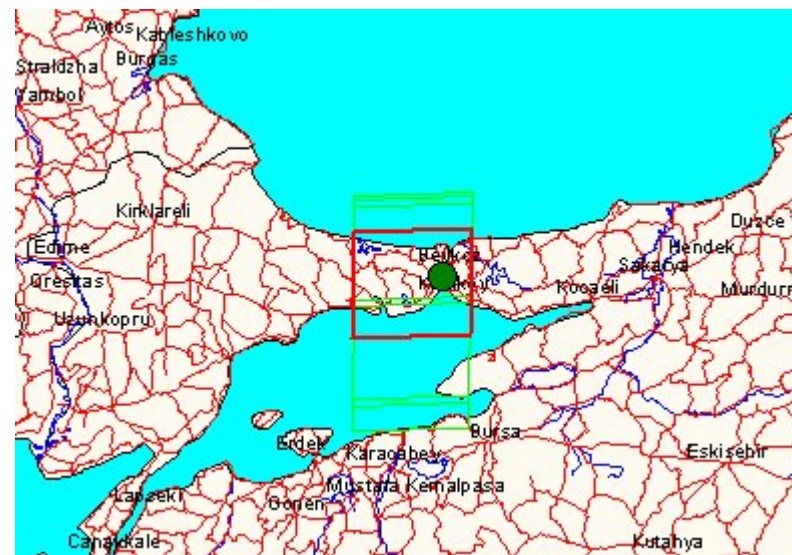 Aytos
Kableshkovo
Burgas
Straldzha
Yambol
Kirklareli
Duzce
Edirne
Hendek
Sakarya
Orestias
Kocaeli
Uzunkopru
Bursa
Erdek
Karacabey
Eskisehir
Mustafa Kemalpasa
Lapseki
Gonen
Canakkale
Kutahya